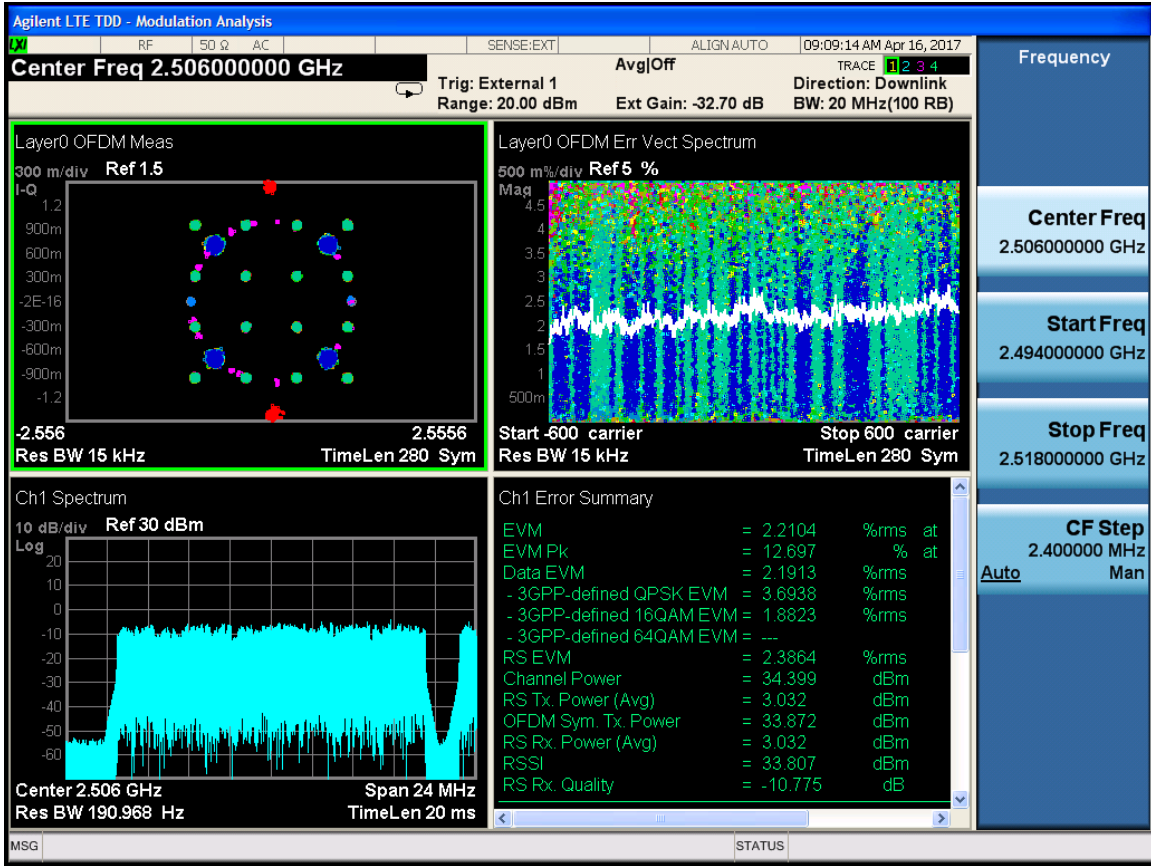 Agilent LTE TDD - Modulation Analysis
LXI RF 50 Ω AC SENSE:EXT ALIGN AUTO 09:09:14 AM Apr 16, 2017
Center Freq 2.506000000 GHz
Trig: External 1
Range: 20.00 dBm
Avg|Off
Ext Gain: -32.70 dB
TRACE 1 2 3 4
Direction: Downlink
BW: 20 MHz(100 RB)
Layer0 OFDM Meas
300 m/div Ref 1.5
I-Q
1.2
900m
600m
300m
-2E-16
-300m
-600m
-900m
-1.2
-2.556 2.5556
Res BW 15 kHz TimeLen 280 Sym
Layer0 OFDM Err Vect Spectrum
500 m%/div Ref 5 %
Mag
4.5
4
3.5
3
2.5
2
1.5
1
500m
Start -600 carrier Stop 600 carrier
Res BW 15 kHz TimeLen 280 Sym
Ch1 Spectrum
10 dB/div Ref 30 dBm
Log
20
10
0
-10
-20
-30
-40
-50
-60
Center 2.506 GHz Span 24 MHz
Res BW 190.968 Hz TimeLen 20 ms
Ch1 Error Summary
EVM = 2.2104 %rms at
EVM Pk = 12.697 % at
Data EVM = 2.1913 %rms
- 3GPP-defined QPSK EVM = 3.6938 %rms
- 3GPP-defined 16QAM EVM = 1.8823 %rms
- 3GPP-defined 64QAM EVM = ---
RS EVM = 2.3864 %rms
Channel Power = 34.399 dBm
RS Tx. Power (Avg) = 3.032 dBm
OFDM Sym. Tx. Power = 33.872 dBm
RS Rx. Power (Avg) = 3.032 dBm
RSSI = 33.807 dBm
RS Rx. Quality = -10.775 dB
Frequency
Center Freq
2.506000000 GHz
Start Freq
2.494000000 GHz
Stop Freq
2.518000000 GHz
CF Step
2.400000 MHz
Auto Man
MSG STATUS